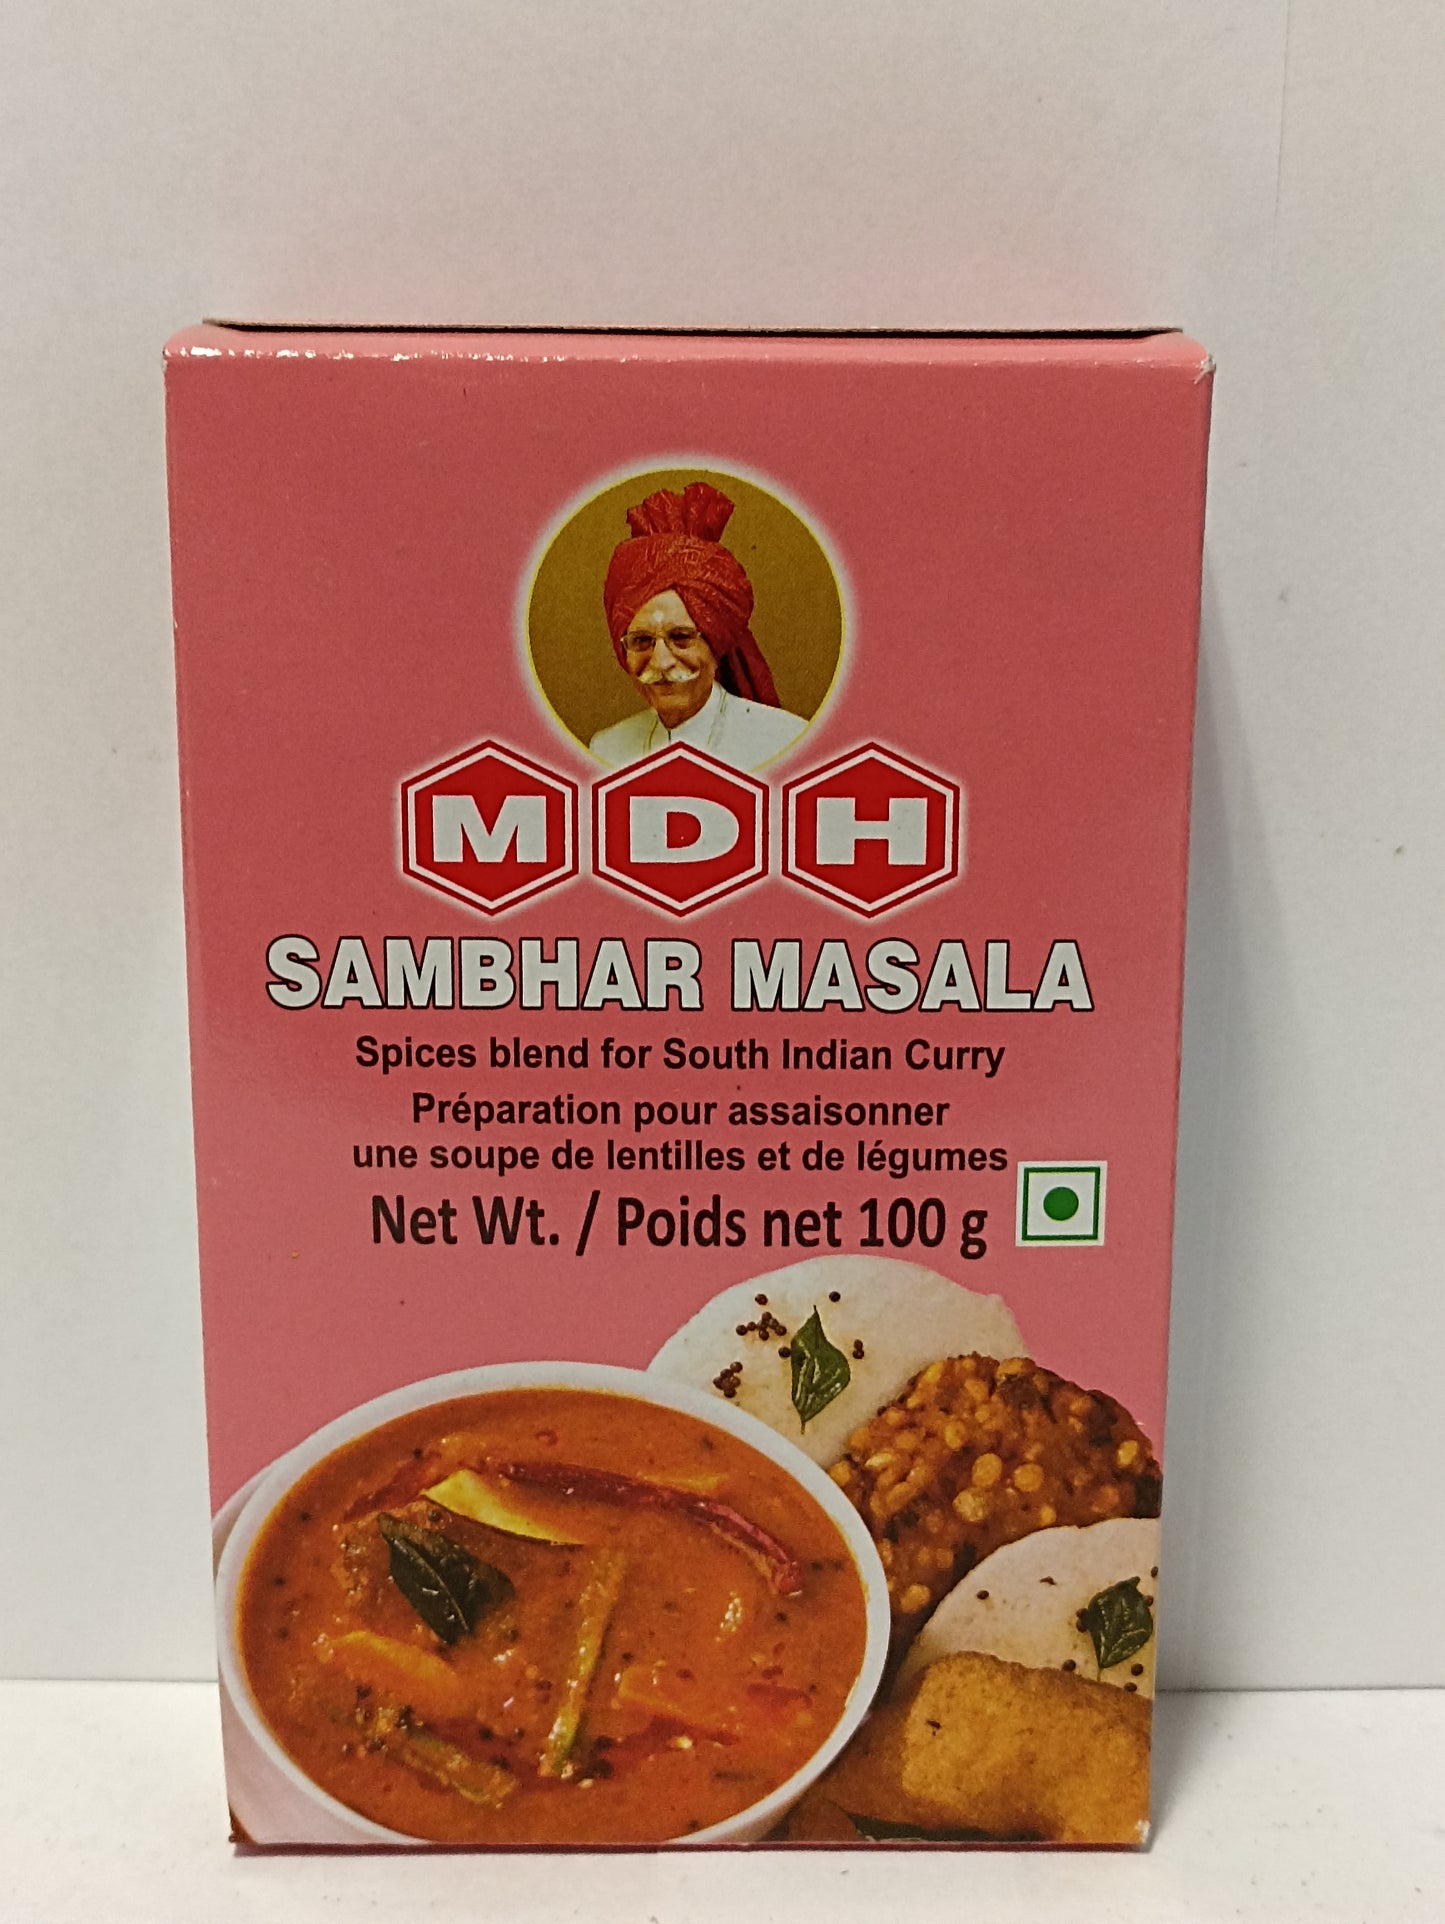 MDH
SAMBHAR MASALA
Spices blend for South Indian Curry
Préparation pour assaisonner
une soupe de lentilles et de légumes
Net Wt. / Poids net 100 g